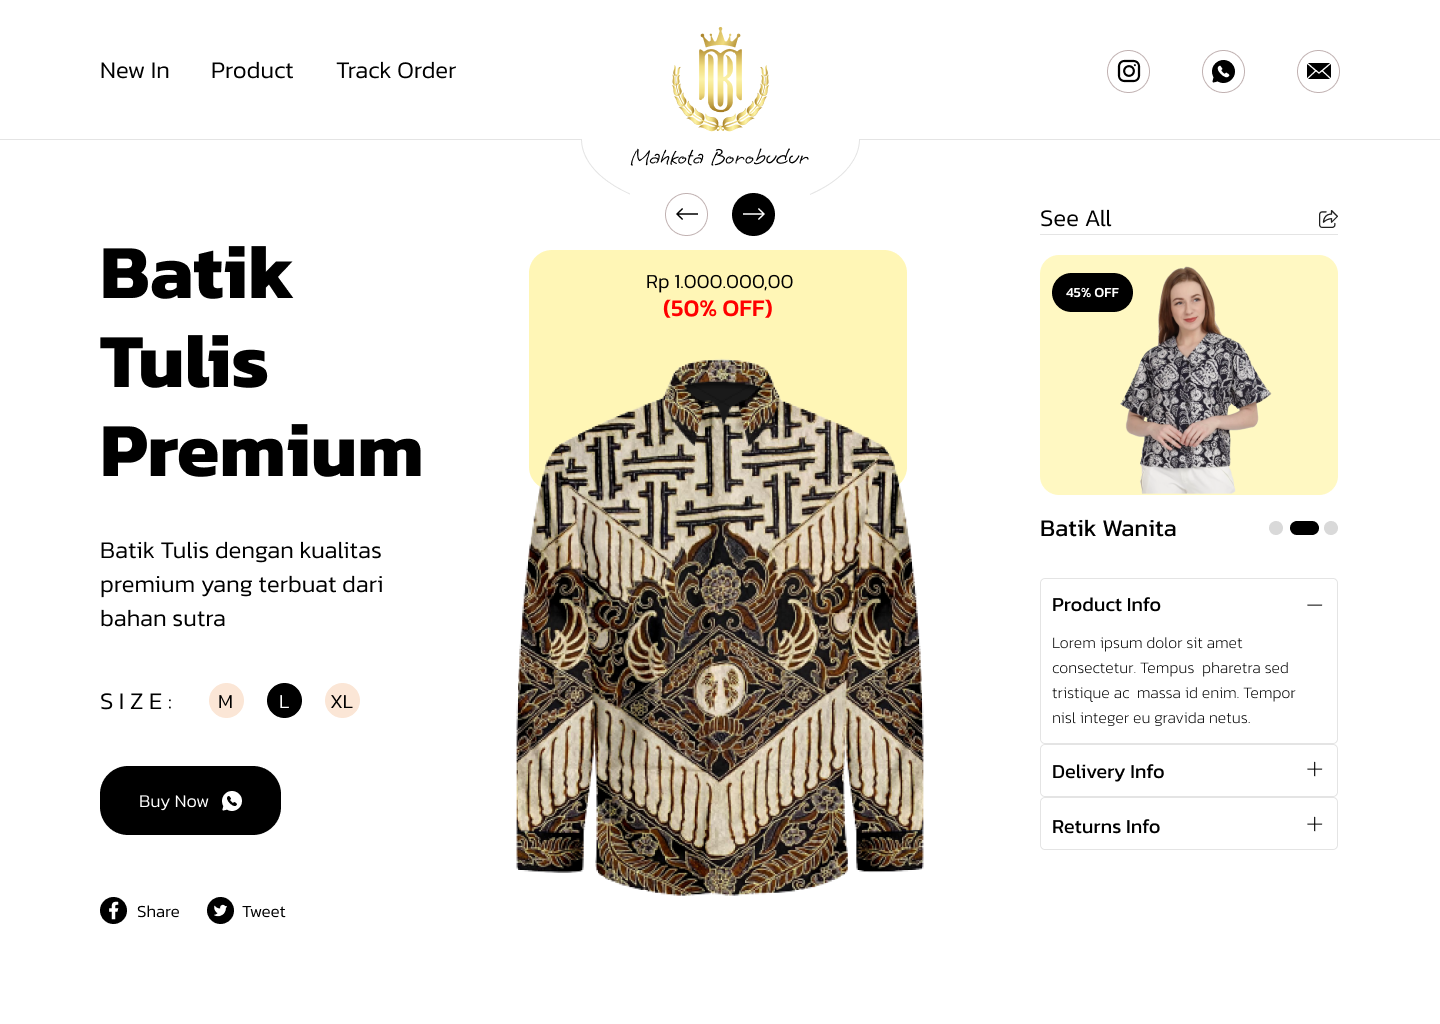 New In
Product
Track Order
MB
Mahkota Borobudur
Batik
Tulis
Premium
Batik Tulis dengan kualitas
premium yang terbuat dari
bahan sutra
SIZE:
M
L
XL
Buy Now
Share
Tweet
Rp 1.000.000,00
(50% OFF)
See All
45% OFF
Batik Wanita
Product Info
Lorem ipsum dolor sit amet
consectetur. Tempus pharetra sed
tristique ac massa id enim. Tempor
nisl integer eu gravida netus.
Delivery Info
Returns Info